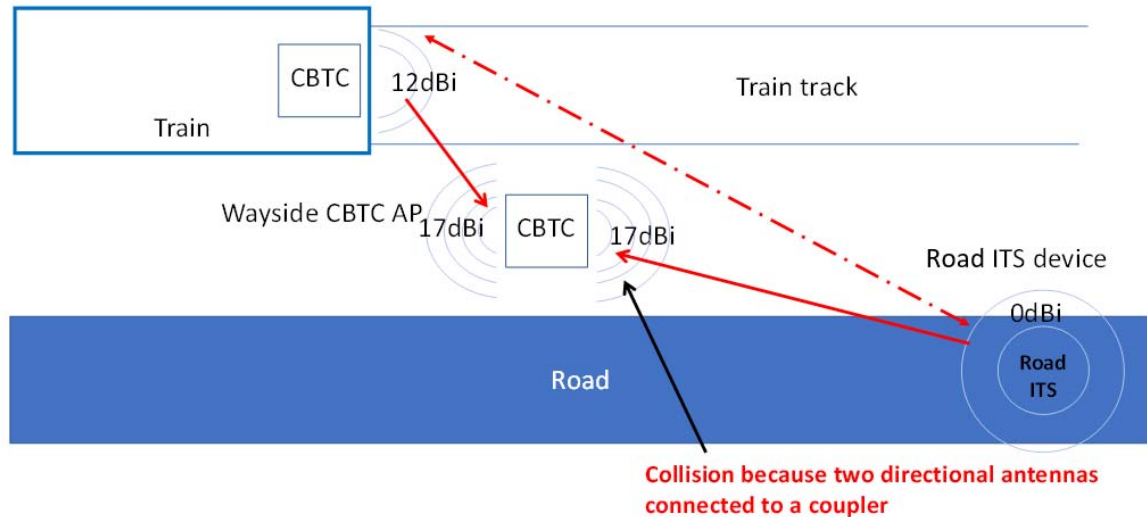 CBTC
12dBi
Train track
Train
Wayside CBTC AP
17dBi
CBTC
17dBi
Road ITS device
0dBi
Road
ITS
Road
Collision because two directional antennas
connected to a coupler